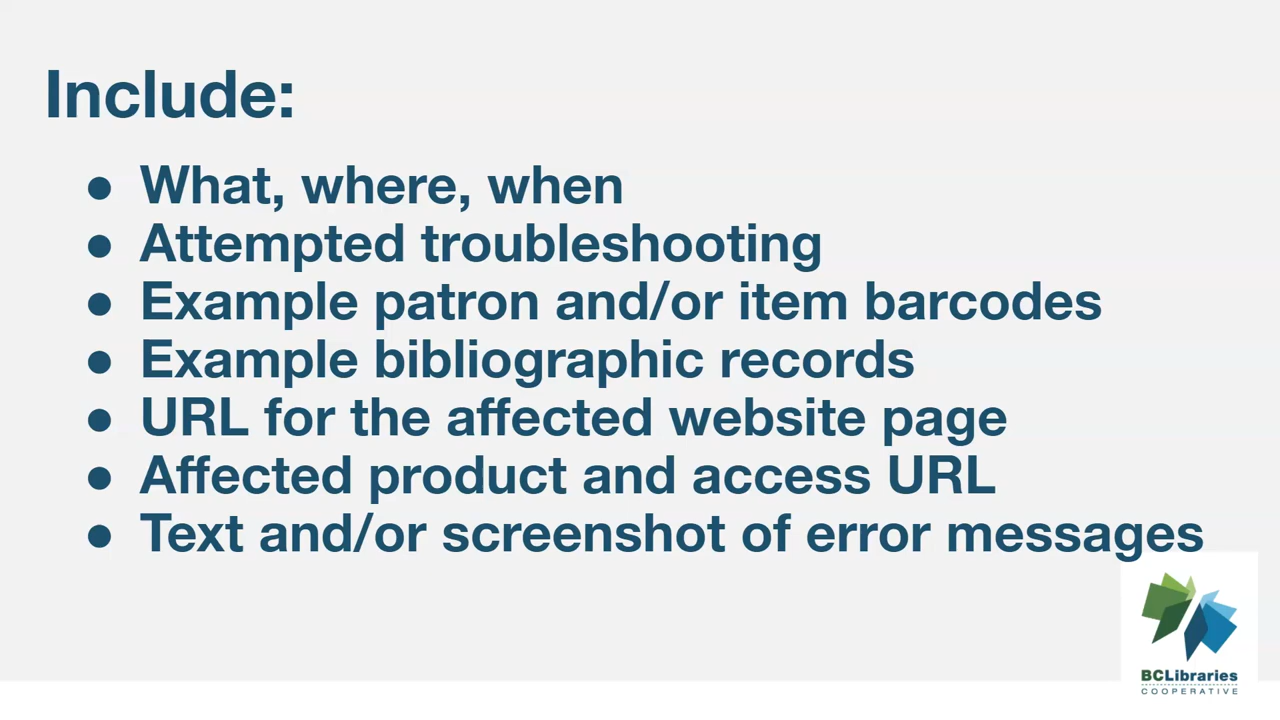 Include:
● What, where, when
● Attempted troubleshooting
● Example patron and/or item barcodes
● Example bibliographic records
● URL for the affected website page
● Affected product and access URL
● Text and/or screenshot of error messages
BCLibraries
COOPERATIVE